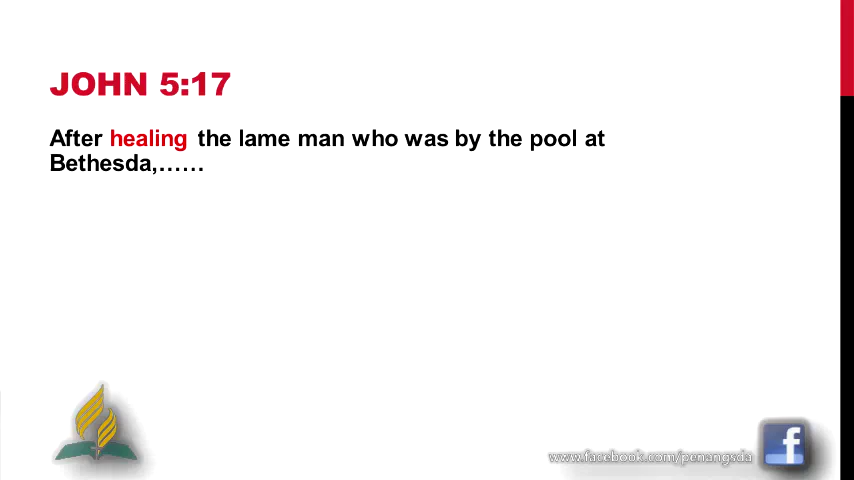 JOHN 5:17
After healing the lame man who was by the pool at
Bethesda,……
www.facebook.com/penangsda
f